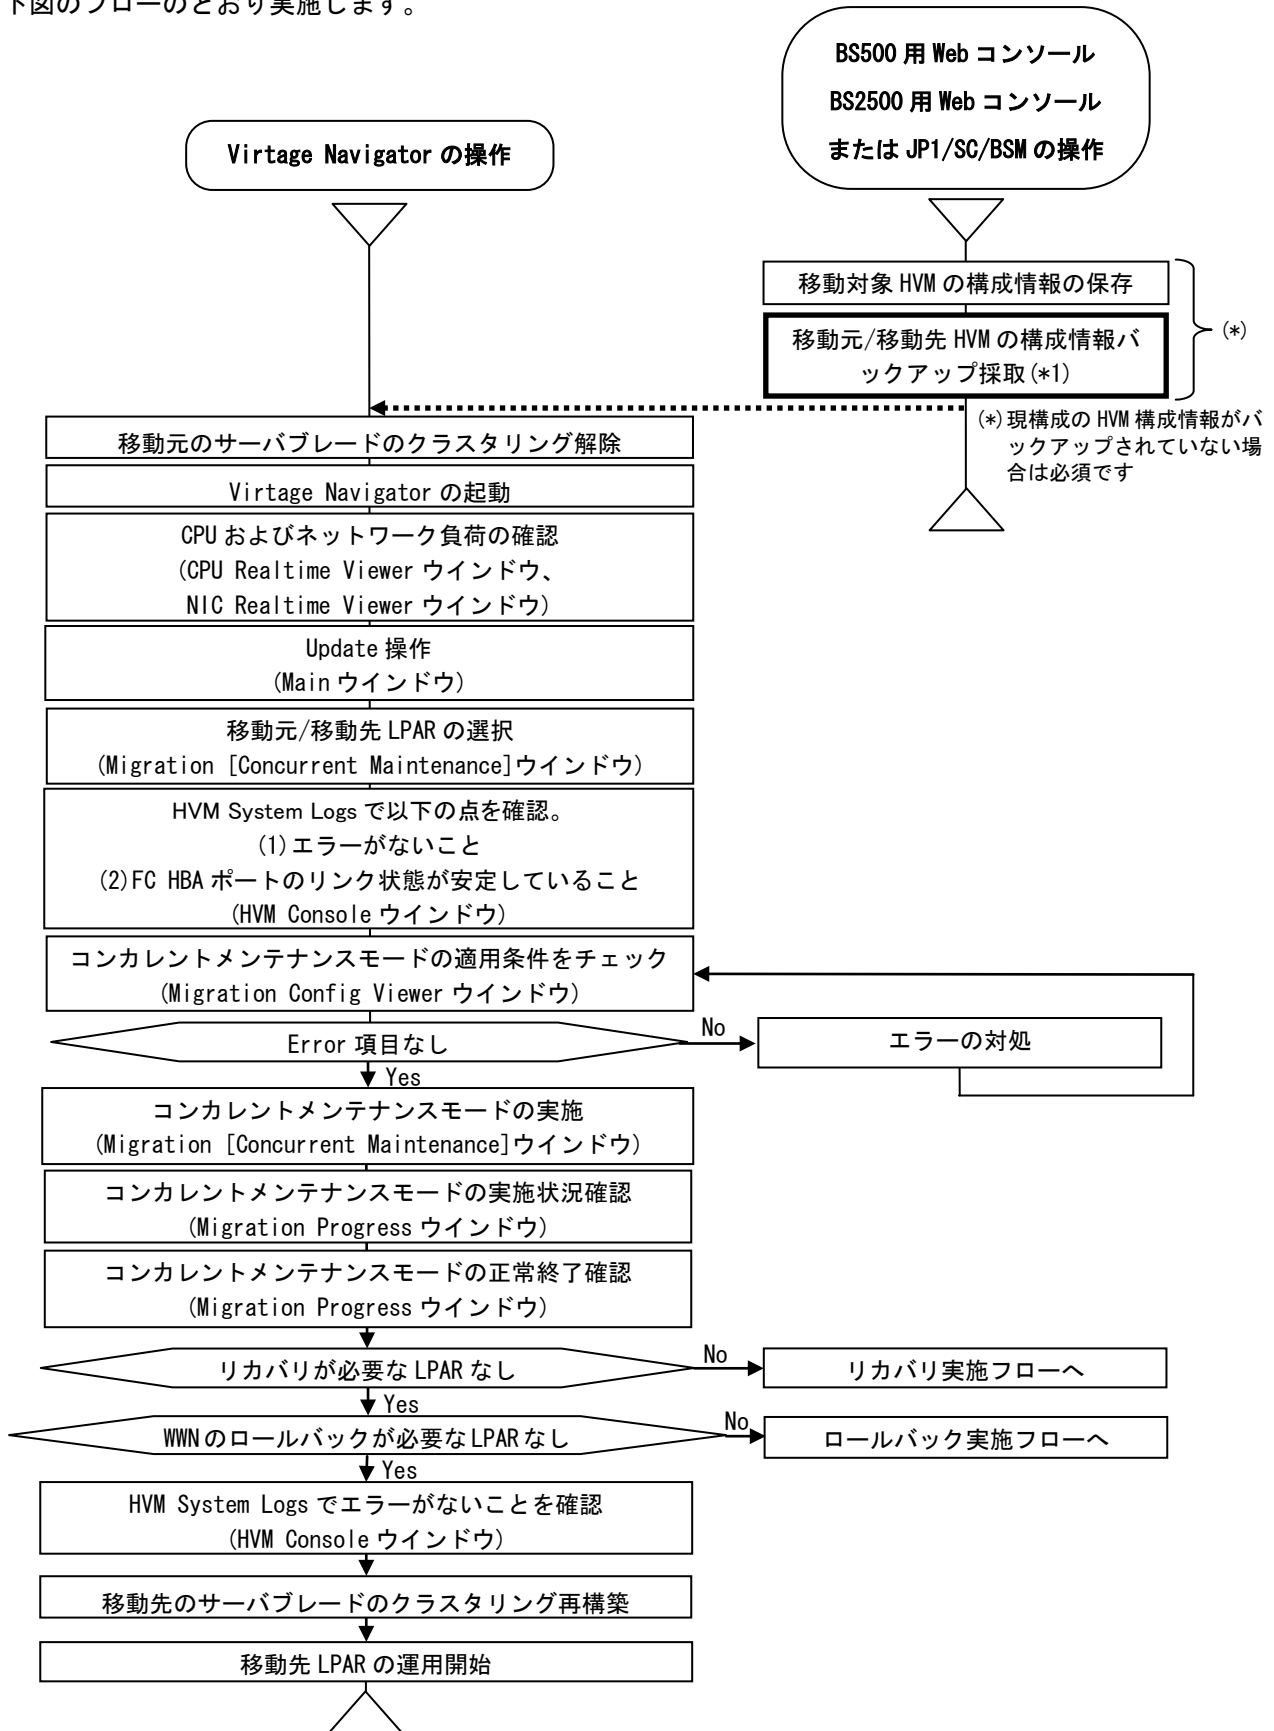 下図のフローのとおり実施します。
BS500 用 Web コンソール
BS2500 用 Web コンソール
または JP1/SC/BSM の操作
Virtage Navigator の操作
移動対象 HVM の構成情報の保存
移動元/移動先 HVM の構成情報バ
ックアップ採取(*1)
(*)
(*)現構成の HVM 構成情報がバ
ックアップされていない場
合は必須です
移動元のサーバブレードのクラスタリング解除
Virtage Navigator の起動
CPU およびネットワーク負荷の確認
(CPU Realtime Viewer ウインドウ、
NIC Realtime Viewer ウインドウ)
Update 操作
(Main ウインドウ)
移動元/移動先 LPAR の選択
(Migration [Concurrent Maintenance]ウインドウ)
HVM System Logs で以下の点を確認。
(1)エラーがないこと
(2)FC HBA ポートのリンク状態が安定していること
(HVM Console ウインドウ)
コンカレントメンテナンスモードの適用条件をチェック
(Migration Config Viewer ウインドウ)
Error 項目なし
No
エラーの対処
Yes
コンカレントメンテナンスモードの実施
(Migration [Concurrent Maintenance]ウインドウ)
コンカレントメンテナンスモードの実施状況確認
(Migration Progress ウインドウ)
コンカレントメンテナンスモードの正常終了確認
(Migration Progress ウインドウ)
リカバリが必要な LPAR なし
No
リカバリ実施フローへ
Yes
WWN のロールバックが必要な LPAR なし
No
ロールバック実施フローへ
Yes
HVM System Logs でエラーがないことを確認
(HVM Console ウインドウ)
移動先のサーバブレードのクラスタリング再構築
移動先 LPAR の運用開始